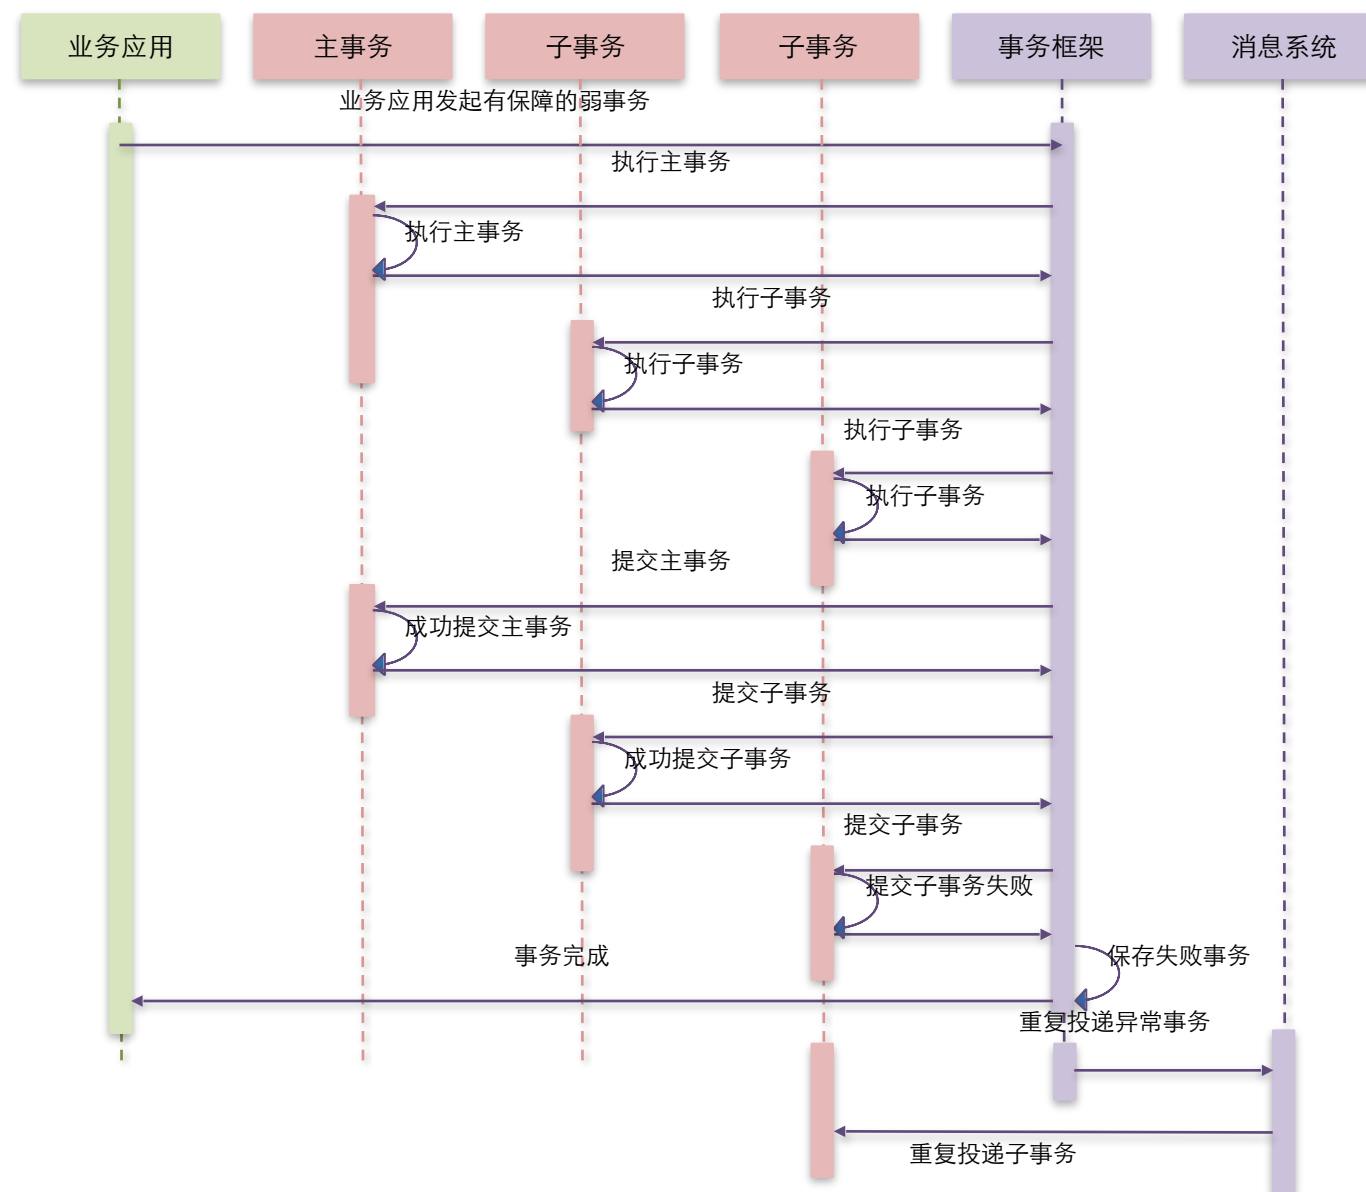 业务应用
主事务
子事务
子事务
事务框架
消息系统
业务应用发起有保障的弱事务
执行主事务
执行主事务
执行子事务
执行子事务
执行子事务
执行子事务
提交主事务
成功提交主事务
提交子事务
成功提交子事务
提交子事务
提交子事务失败
事务完成
保存失败事务
重复投递异常事务
重复投递子事务